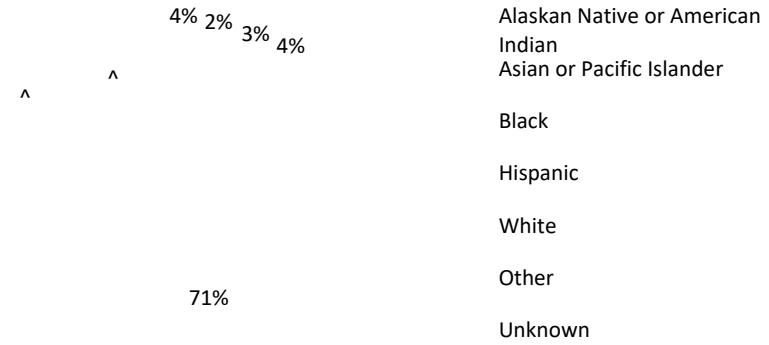 4% 2% 3% 4%
^
^
71%
Alaskan Native or American
Indian
Asian or Pacific Islander
Black
Hispanic
White
Other
Unknown